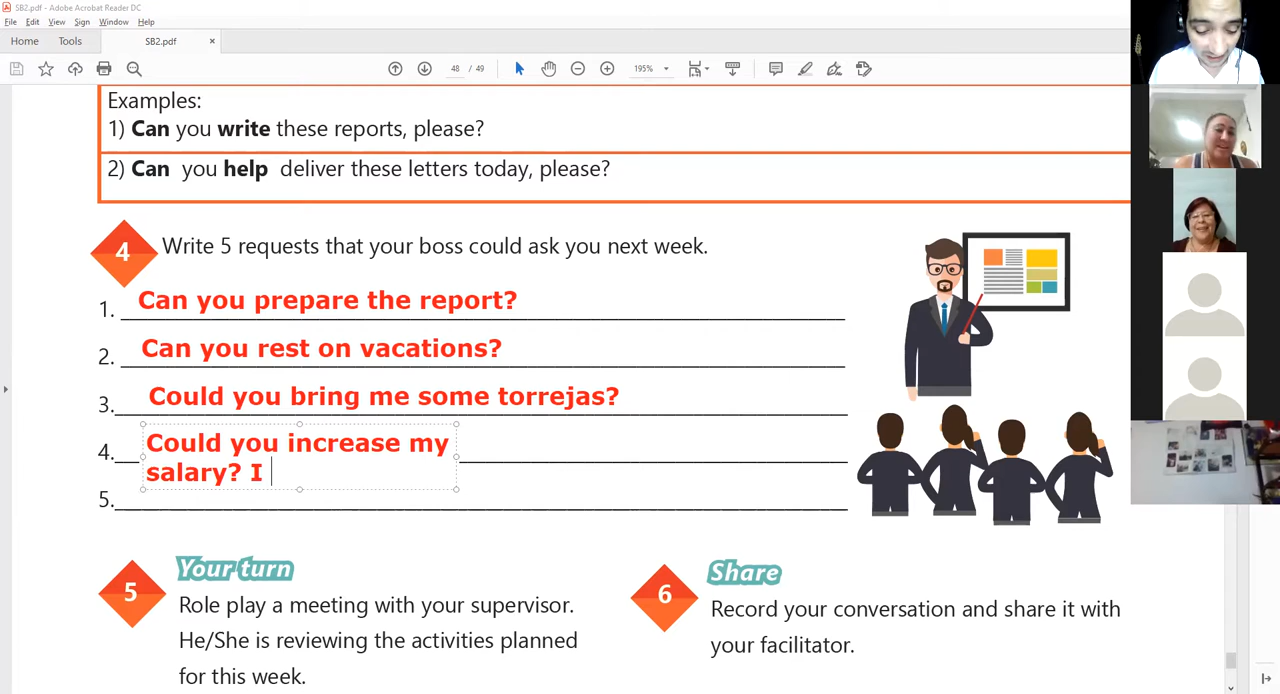 SB2.pdf - Adobe Acrobat Reader DC
File Edit View Sign Window Help
Home Tools SB2.pdf ×
48 / 49 195%
Examples:
1) Can you write these reports, please?
2) Can you help deliver these letters today, please?
4 Write 5 requests that your boss could ask you next week.
1. Can you prepare the report?
2. Can you rest on vacations?
3. Could you bring me some torrejas?
4. Could you increase my
salary? I
5.
5 Your turn
Role play a meeting with your supervisor.
He/She is reviewing the activities planned
for this week.
6 Share
Record your conversation and share it with
your facilitator.